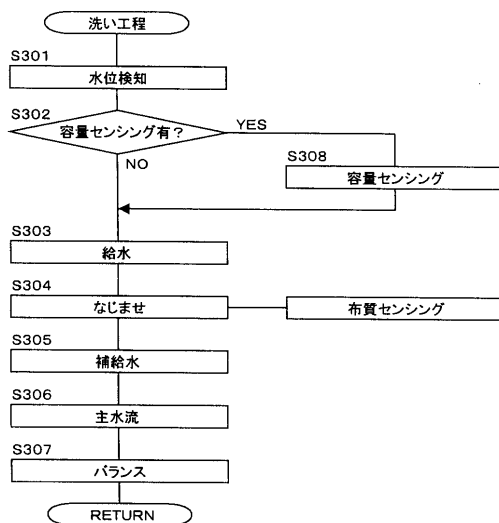 洗い工程
S301
水位検知
S302
容量センシング有？
YES
NO
S308
容量センシング
S303
給水
S304
なじませ
布質センシング
S305
補給水
S306
主水流
S307
バランス
RETURN